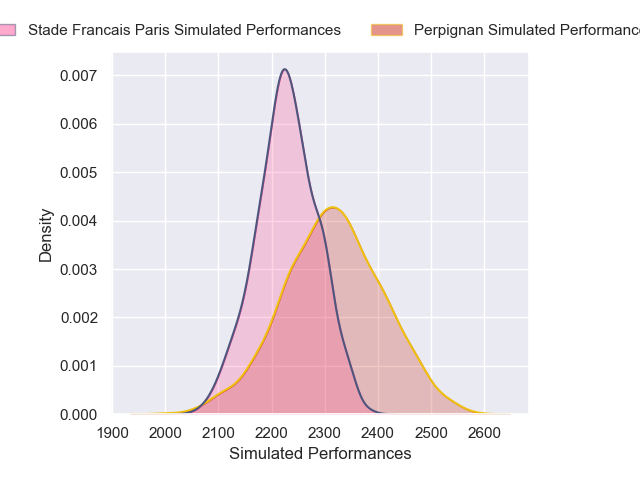 Stade Francais Paris Simulated Performances Perpignan Simulated Performanc
0.007
0.006
0.005
0.004
0.003
0.002
0.001
0.000
Density
1900 2000 2100 2200 2300 2400 2500 2600
Simulated Performances